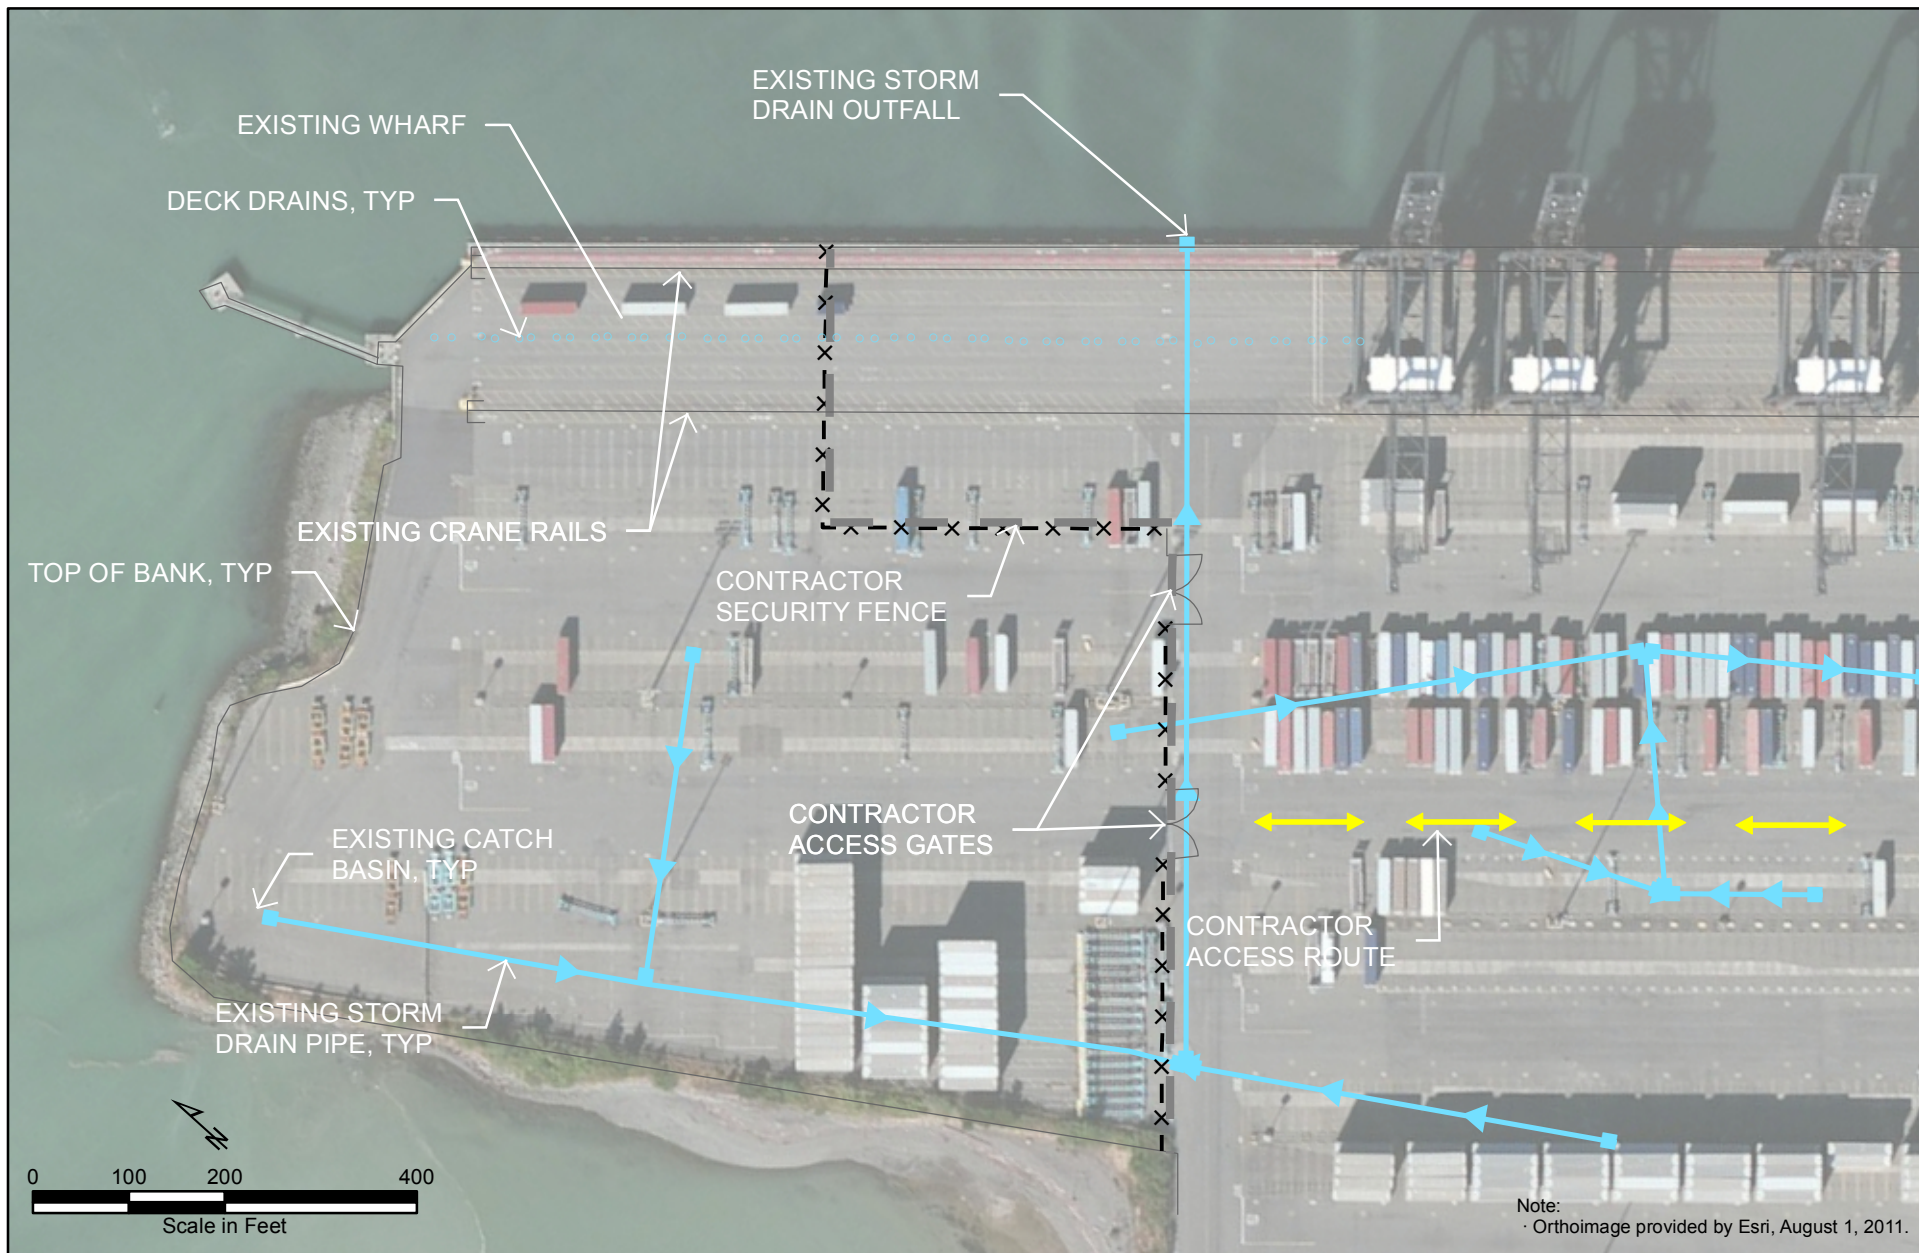 EXISTING STORM
DRAIN OUTFALL
EXISTING WHARF
DECK DRAINS, TYP
EXISTING CRANE RAILS
TOP OF BANK, TYP
CONTRACTOR
SECURITY FENCE
CONTRACTOR
ACCESS GATES
EXISTING CATCH
BASIN, TYP
CONTRACTOR
ACCESS ROUTE
EXISTING STORM
DRAIN PIPE, TYP
N
0 100 200 400
Scale in Feet
Note:
· Orthoimage provided by Esri, August 1, 2011.